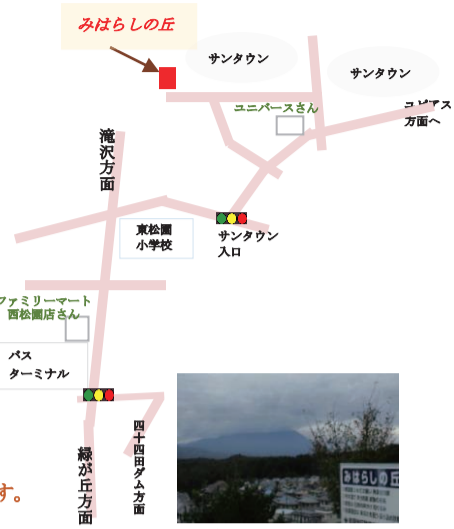 みはらしの丘
サンタウン
サンタウン
ユニバースさん
ユピアス
方面へ
滝沢方面
東松園
小学校
サンタウン
入口
ファミリーマート
西松園店さん
バス
ターミナル
緑が丘方面
四十四田ダム方面
す。
みはらしの丘